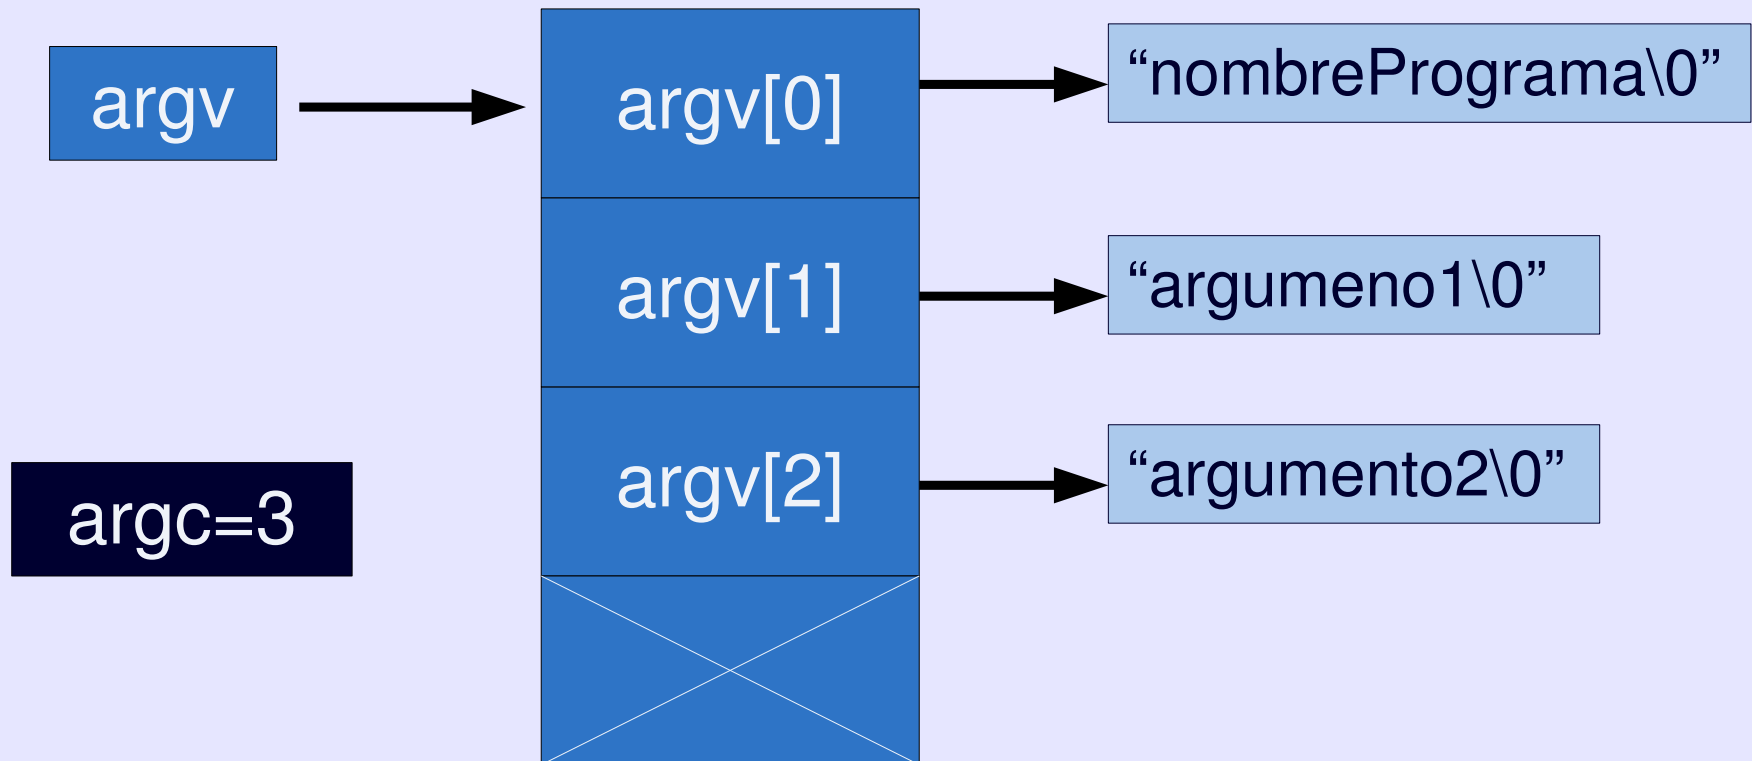 argv
argv[0]
“nombrePrograma\0”
argv[1]
“argumeno1\0”
argv[2]
“argumento2\0”
argc=3